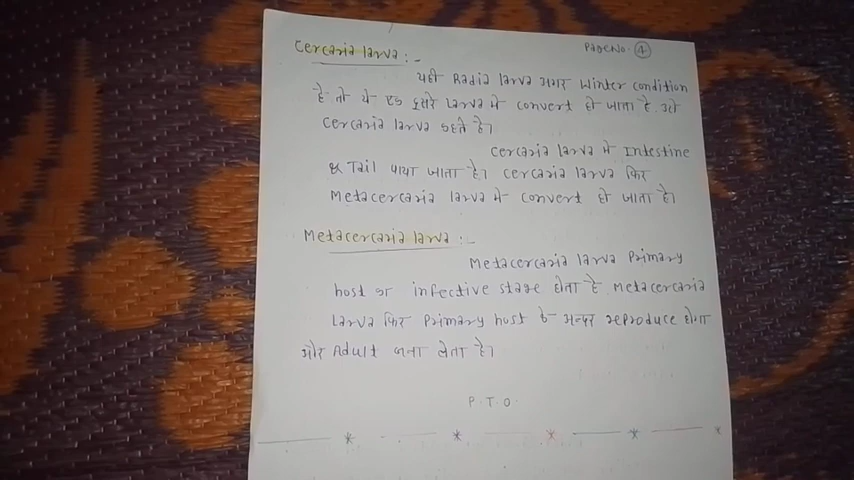 Page No. 4
Cercaria larva :-
यही Radia larva अगर winter condition
है तो ये एक दुसरे larva मे convert हो जाता है उसे
cercaria larva कहते है।
cercaria larva मे Intestine
& Tail पाया जाता है। cercaria larva फिर
Metacercaria larva मे convert हो जाता है।
Metacercaria larva :-
Metacercaria larva Primary
host का infective stage होता है Metacercaria
larva फिर Primary host के अन्दर reproduce होगा
और Adult बना लेता है।
P.T.O.